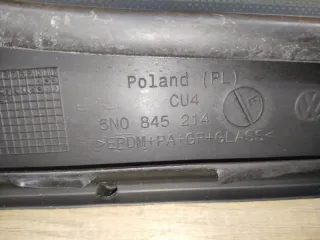 Poland (PL)
CU4
6N0 845 214
>EPDM+PA+GF+GLASS<